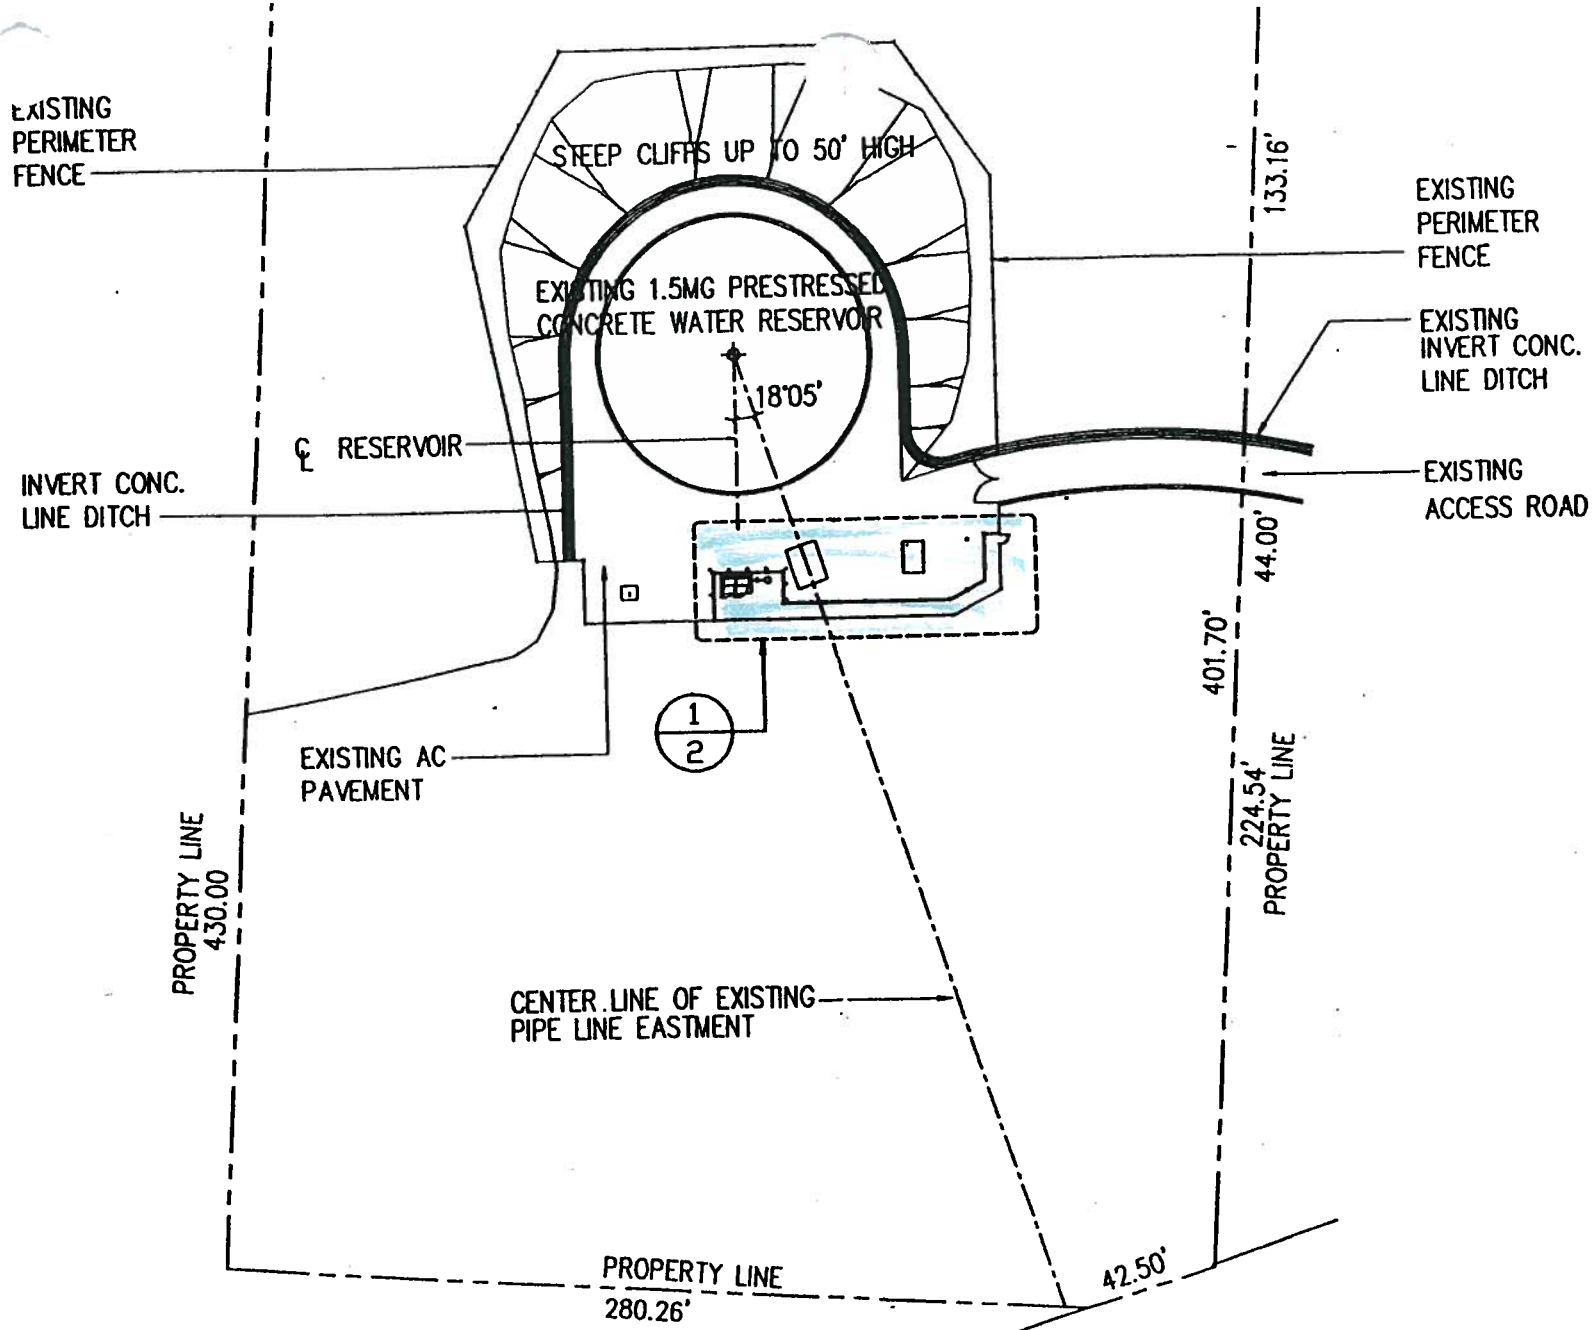 EXISTING
PERIMETER
FENCE
STEEP CLIFFS UP TO 50' HIGH
133.16'
EXISTING
PERIMETER
FENCE
EXISTING 1.5MG PRESTRESSED
CONCRETE WATER RESERVOIR
EXISTING
INVERT CONC.
LINE DITCH
18°05'
℄ RESERVOIR
INVERT CONC.
LINE DITCH
EXISTING
ACCESS ROAD
44.00'
401.70'
1
2
EXISTING AC
PAVEMENT
224.54'
PROPERTY LINE
PROPERTY LINE
430.00
CENTER LINE OF EXISTING
PIPE LINE EASTMENT
PROPERTY LINE
280.26'
42.50'